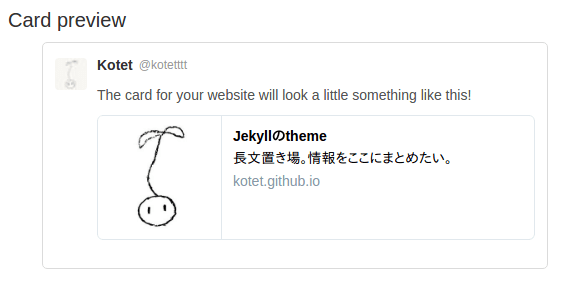 Card preview
Kotet @kotetttt
The card for your website will look a little something like this!
Jekyllのtheme
長文置き場。情報をここにまとめたい。
kotet.github.io